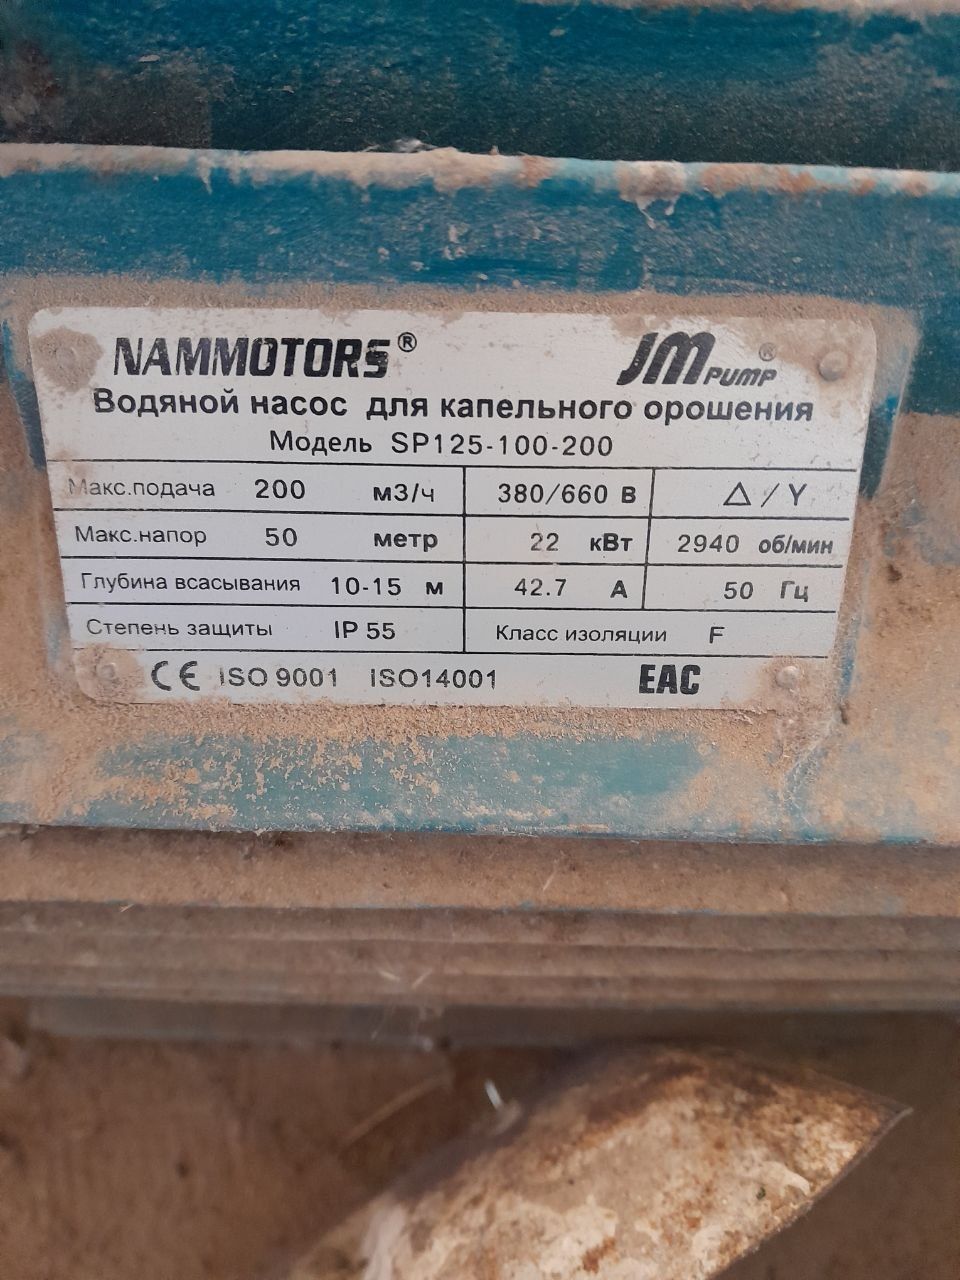 NAMMOTORS® JM PUMP®
Водяной насос для капельного орошения
Модель SP125-100-200
Макс.подача 200 м3/ч 380/660 В Δ/Y
Макс.напор 50 метр 22 кВт 2940 об/мин
Глубина всасывания 10-15 м 42.7 А 50 Гц
Степень защиты IP 55 Класс изоляции F
CE ISO 9001 ISO14001 EAC